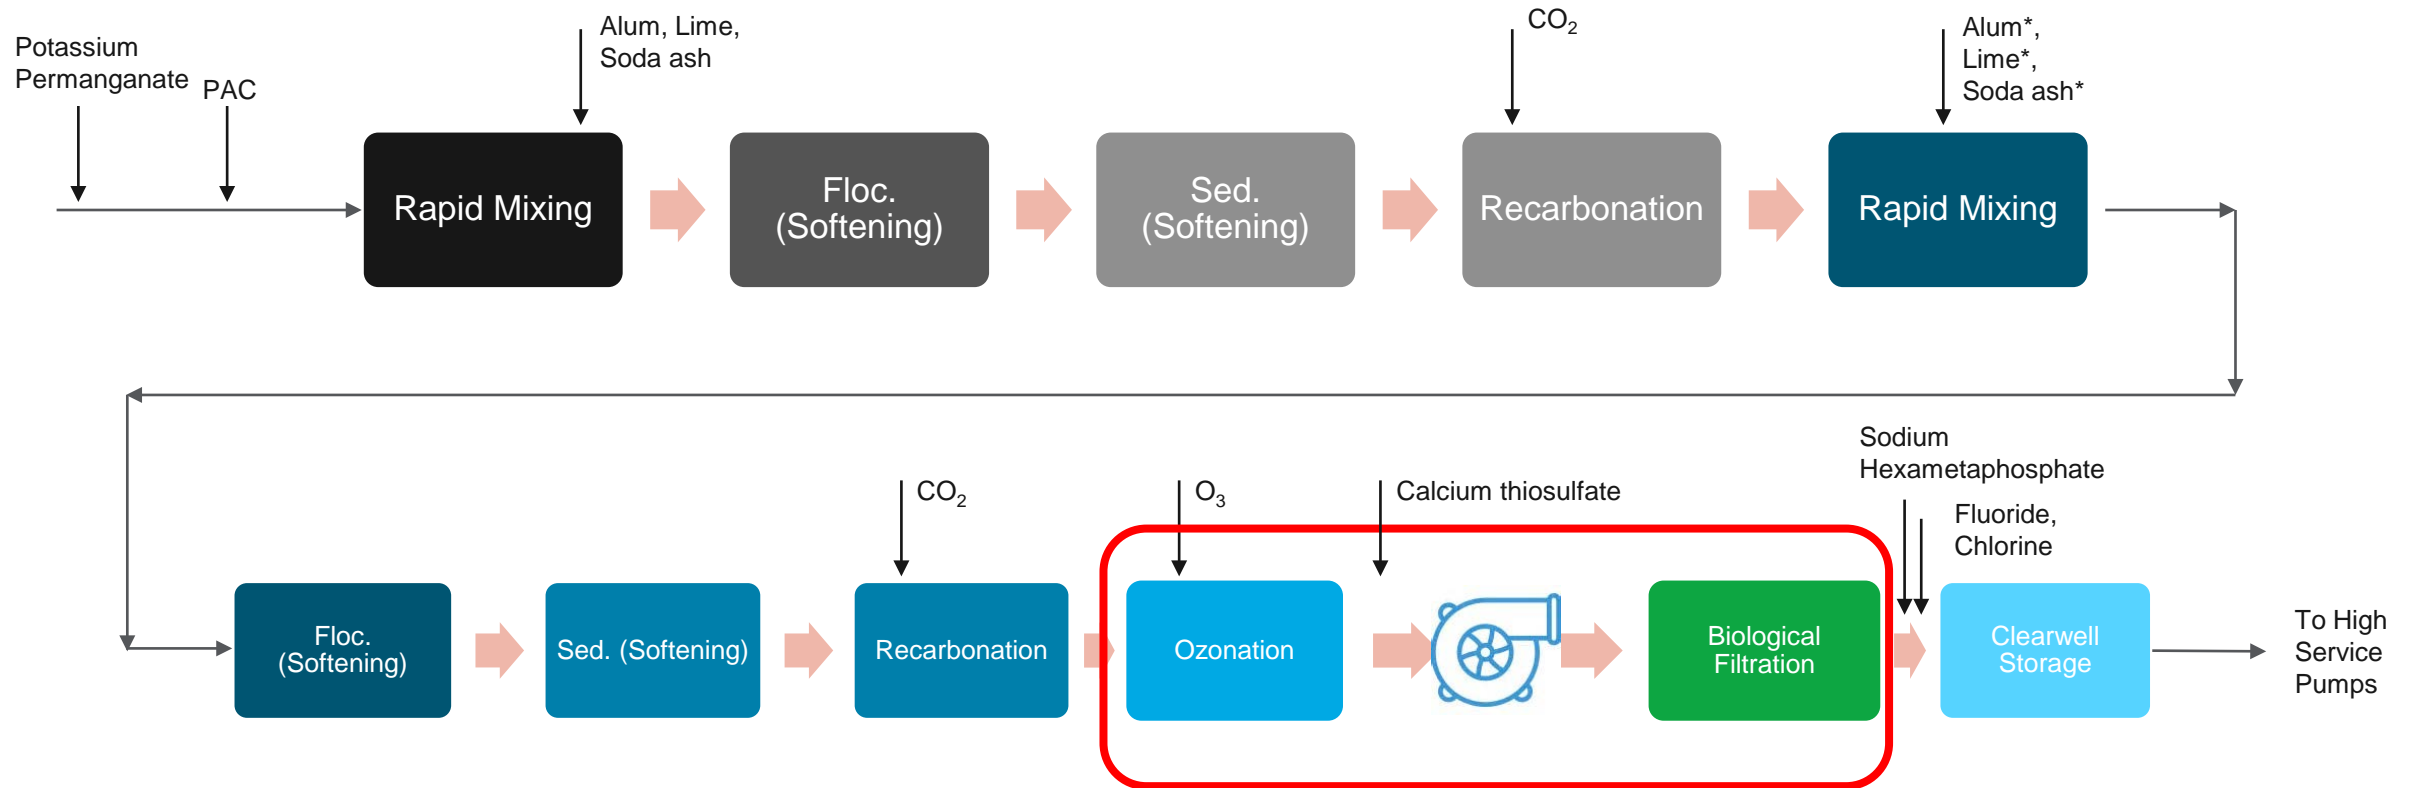 Potassium
Permanganate
PAC
Alum, Lime,
Soda ash
CO₂
Alum*,
Lime*,
Soda ash*
Rapid Mixing
Floc.
(Softening)
Sed.
(Softening)
Recarbonation
Rapid Mixing
Sodium
Hexametaphosphate
CO₂
O₃
Calcium thiosulfate
Fluoride,
Chlorine
Floc.
(Softening)
Sed. (Softening)
Recarbonation
Ozonation
Biological
Filtration
Clearwell
Storage
To High
Service
Pumps